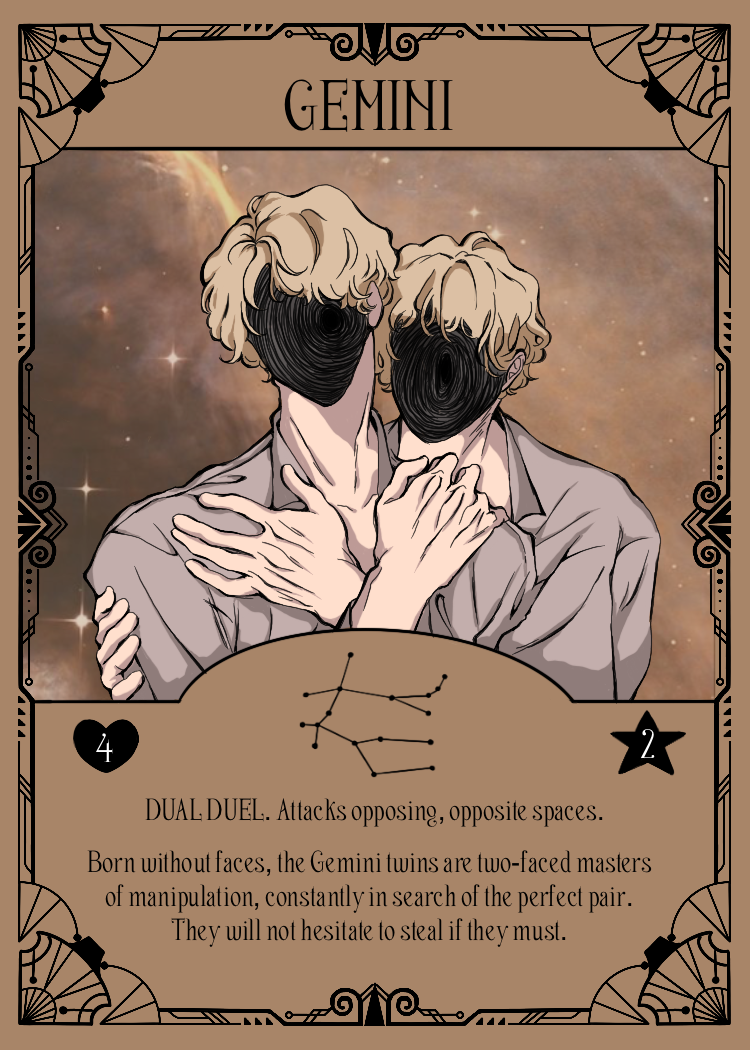 GEMINI
4
2
DUAL DUEL. Attacks opposing, opposite spaces.
Born without faces, the Gemini twins are two-faced masters
of manipulation, constantly in search of the perfect pair.
They will not hesitate to steal if they must.